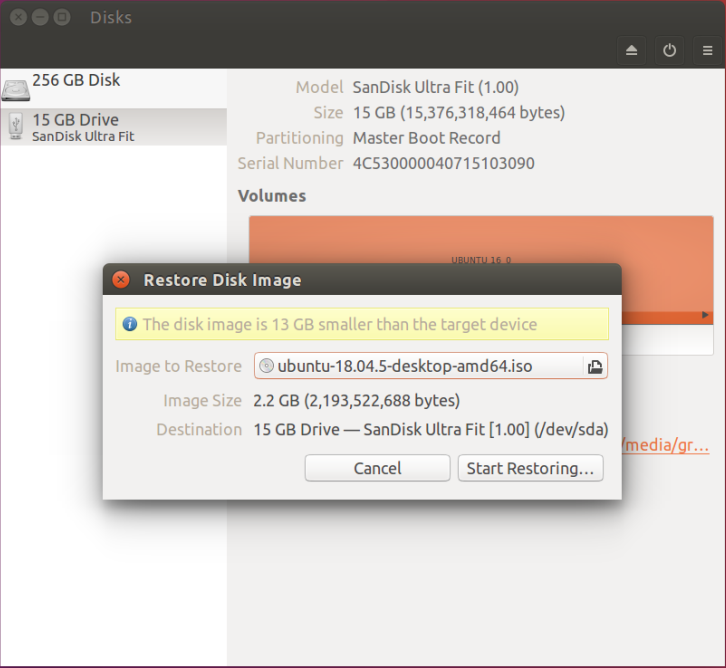 Disks
256 GB Disk
15 GB Drive
SanDisk Ultra Fit
Model SanDisk Ultra Fit (1.00)
Size 15 GB (15,376,318,464 bytes)
Partitioning Master Boot Record
Serial Number 4C530000040715103090
Volumes
UBUNTU 16_0
Restore Disk Image
The disk image is 13 GB smaller than the target device
Image to Restore ubuntu-18.04.5-desktop-amd64.iso
Image Size 2.2 GB (2,193,522,688 bytes)
Destination 15 GB Drive — SanDisk Ultra Fit [1.00] (/dev/sda)
/media/gr...
Cancel Start Restoring...